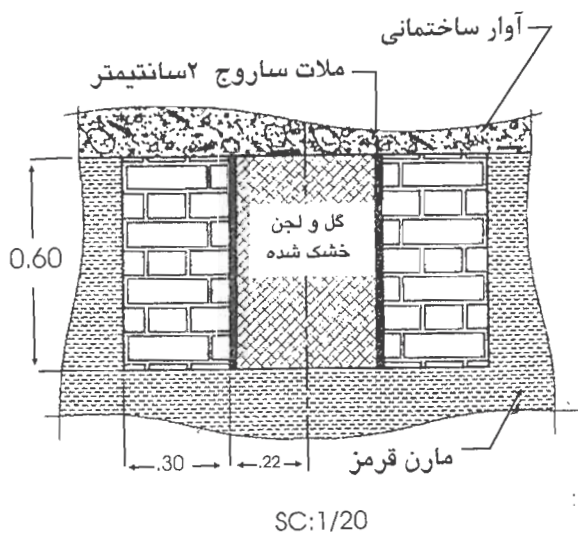 آوار ساختمانی
ملات ساروج ۲سانتیمتر
گل و لجن
خشک شده
0.60
.30
.22
مارن قرمز
SC:1/20